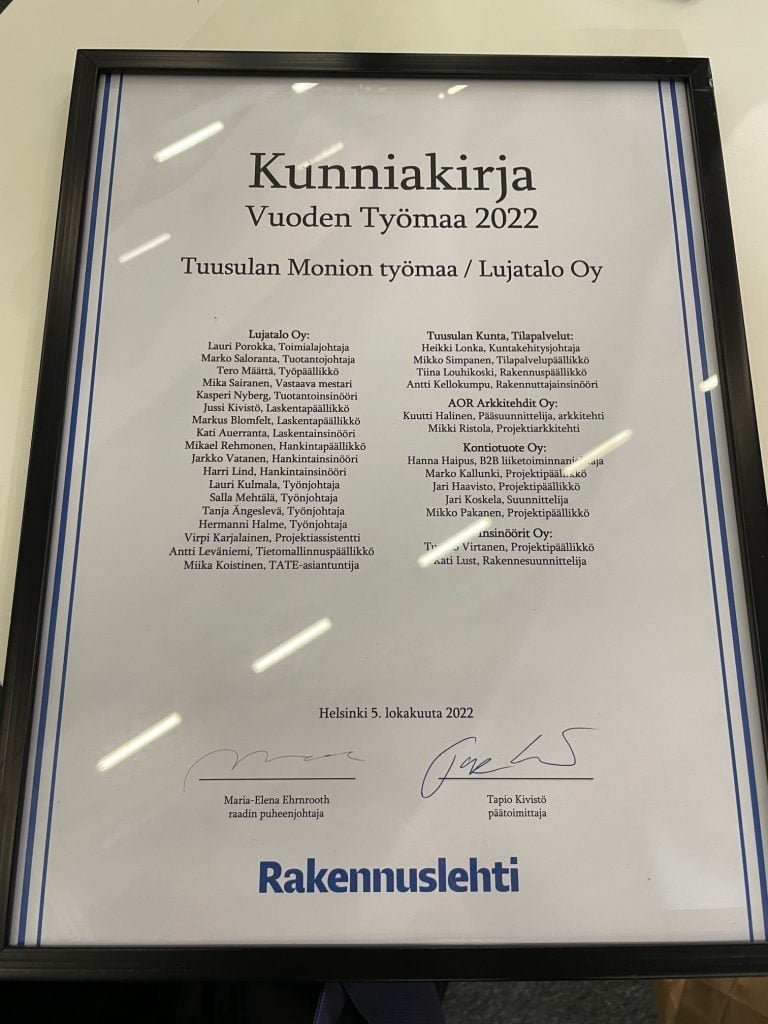 Kunniakirja
Vuoden Työmaa 2022
Tuusulan Monion työmaa / Lujatalo Oy
Lujatalo Oy:
Lauri Porokka, Toimialajohtaja
Marko Saloranta, Tuotantojohtaja
Tero Määttä, Työpäällikkö
Mika Sairanen, Vastaava mestari
Kasperi Nyberg, Tuotantoinsinööri
Jussi Kivistö, Laskentapäällikkö
Markus Blomfelt, Laskentapäällikkö
Kati Auerranta, Laskentainsinööri
Mikael Rehmonen, Hankintapäällikkö
Jarkko Vatanen, Hankintainsinööri
Harri Lind, Hankintainsinööri
Lauri Kulmala, Työnjohtaja
Salla Mehtälä, Työnjohtaja
Tanja Ängeslevä, Työnjohtaja
Hermanni Halme, Työnjohtaja
Virpi Karjalainen, Projektiassistentti
Antti Leväniemi, Tietomallinnuspäällikkö
Miika Koistinen, TATE-asiantuntija
Tuusulan Kunta, Tilapalvelut:
Heikki Lonka, Kuntakehitysjohtaja
Mikko Simpanen, Tilapalvelupäällikkö
Tiina Louhikoski, Rakennuspäällikkö
Antti Kellokumpu, Rakennuttajainsinööri
AOR Arkkitehdit Oy:
Kuutti Halinen, Pääsuunnittelija, arkkitehti
Mikki Ristola, Projektiarkkitehti
Kontiotuote Oy:
Hanna Haipus, B2B
Marko Kallunki, Projektipäällikkö
Jari Haavisto, Projektipäällikkö
Jari Koskela, Suunnittelija
Mikko Pakanen, Projektipäällikkö
Oy:
Virtanen, Projektipäällikkö
Kati Lust, Rakennesuunnittelija
Helsinki 5. lokakuuta 2022
Maria-Elena Ehrnrooth
raadin puheenjohtaja
Tapio Kivistö
päätoimittaja
Rakennuslehti